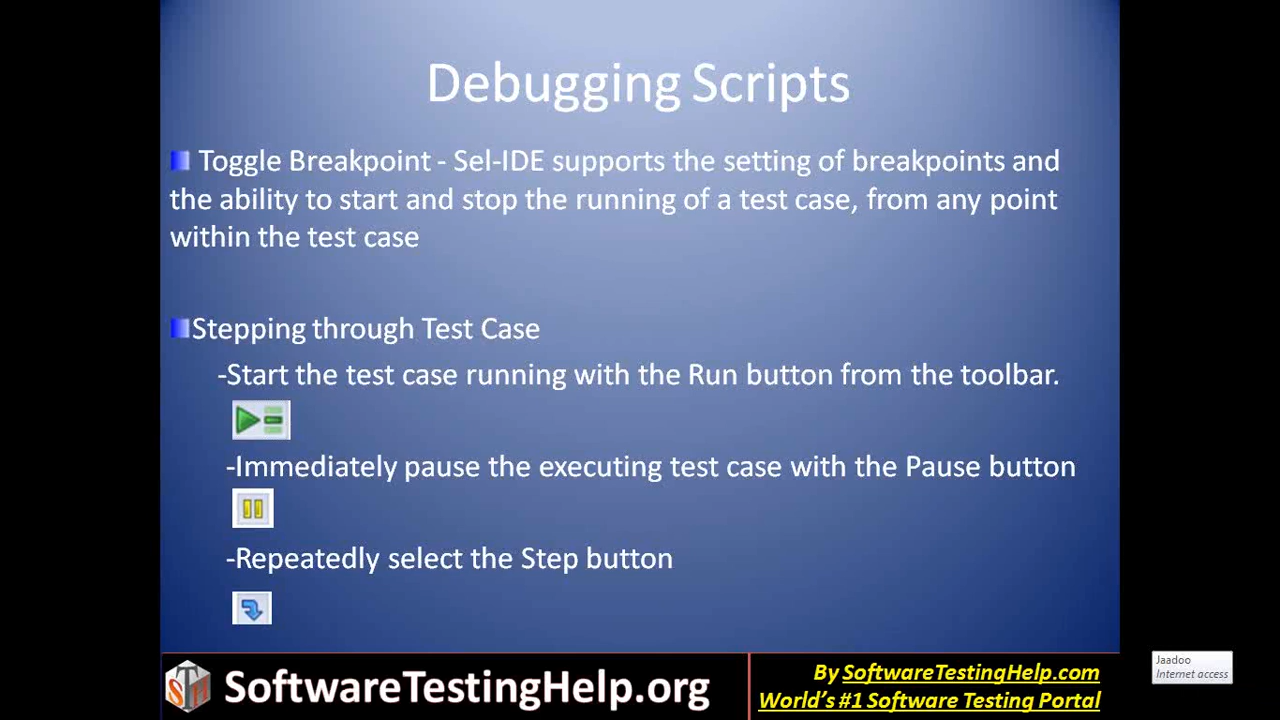 Debugging Scripts
Toggle Breakpoint - Sel-IDE supports the setting of breakpoints and
the ability to start and stop the running of a test case, from any point
within the test case
Stepping through Test Case
-Start the test case running with the Run button from the toolbar.
-Immediately pause the executing test case with the Pause button
-Repeatedly select the Step button
SoftwareTestingHelp.org
By SoftwareTestingHelp.com
World's #1 Software Testing Portal
Jaadoo
Internet access